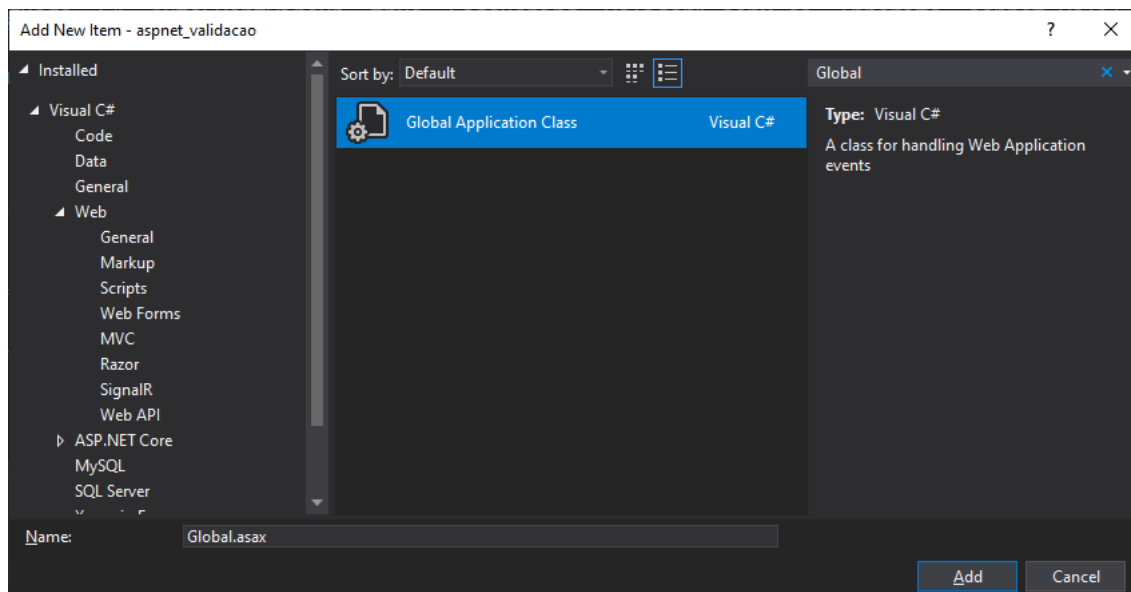 Add New Item - aspnet_validacao
?
Installed
Visual C#
Code
Data
General
Web
General
Markup
Scripts
Web Forms
MVC
Razor
SignalR
Web API
ASP.NET Core
MySQL
SQL Server
Sort by: Default
Global Application Class Visual C#
Global
Type: Visual C#
A class for handling Web Application
events
Name: Global.asax
Add Cancel